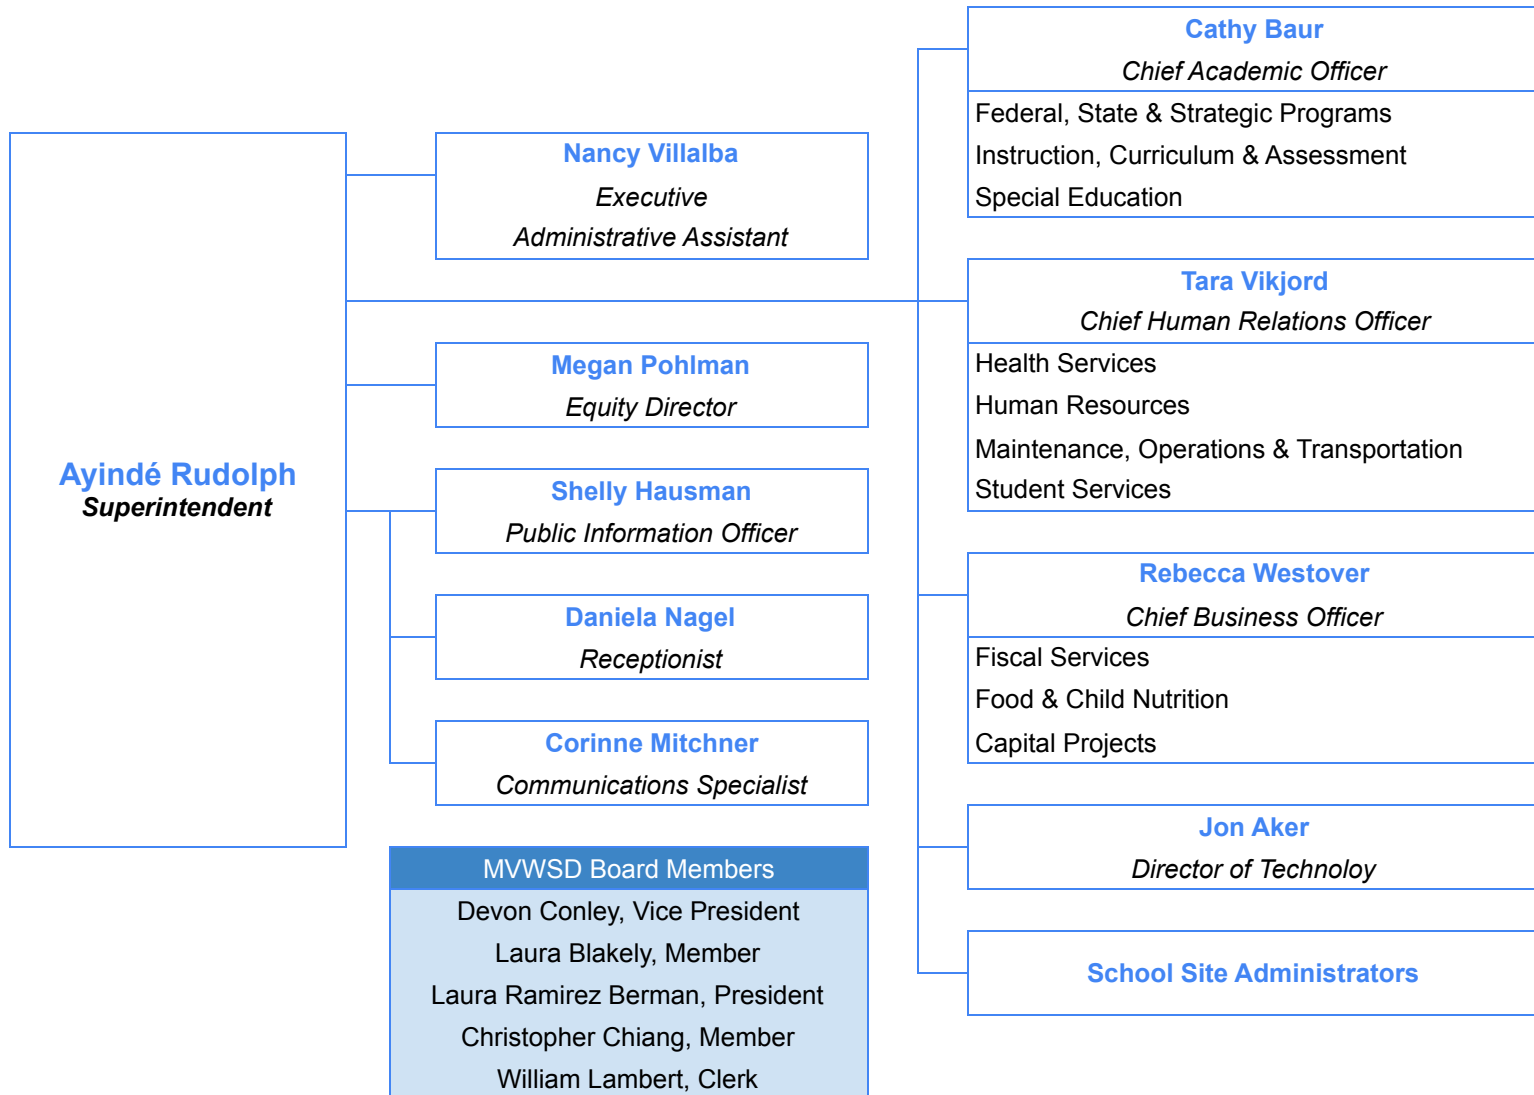 Ayindé Rudolph
Superintendent
Nancy Villalba
Executive
Administrative Assistant
Megan Pohlman
Equity Director
Shelly Hausman
Public Information Officer
Daniela Nagel
Receptionist
Corinne Mitchner
Communications Specialist
MVWSD Board Members
Devon Conley, Vice President
Laura Blakely, Member
Laura Ramirez Berman, President
Christopher Chiang, Member
William Lambert, Clerk
Cathy Baur
Chief Academic Officer
Federal, State & Strategic Programs
Instruction, Curriculum & Assessment
Special Education
Tara Vikjord
Chief Human Relations Officer
Health Services
Human Resources
Maintenance, Operations & Transportation
Student Services
Rebecca Westover
Chief Business Officer
Fiscal Services
Food & Child Nutrition
Capital Projects
Jon Aker
Director of Technoloy
School Site Administrators